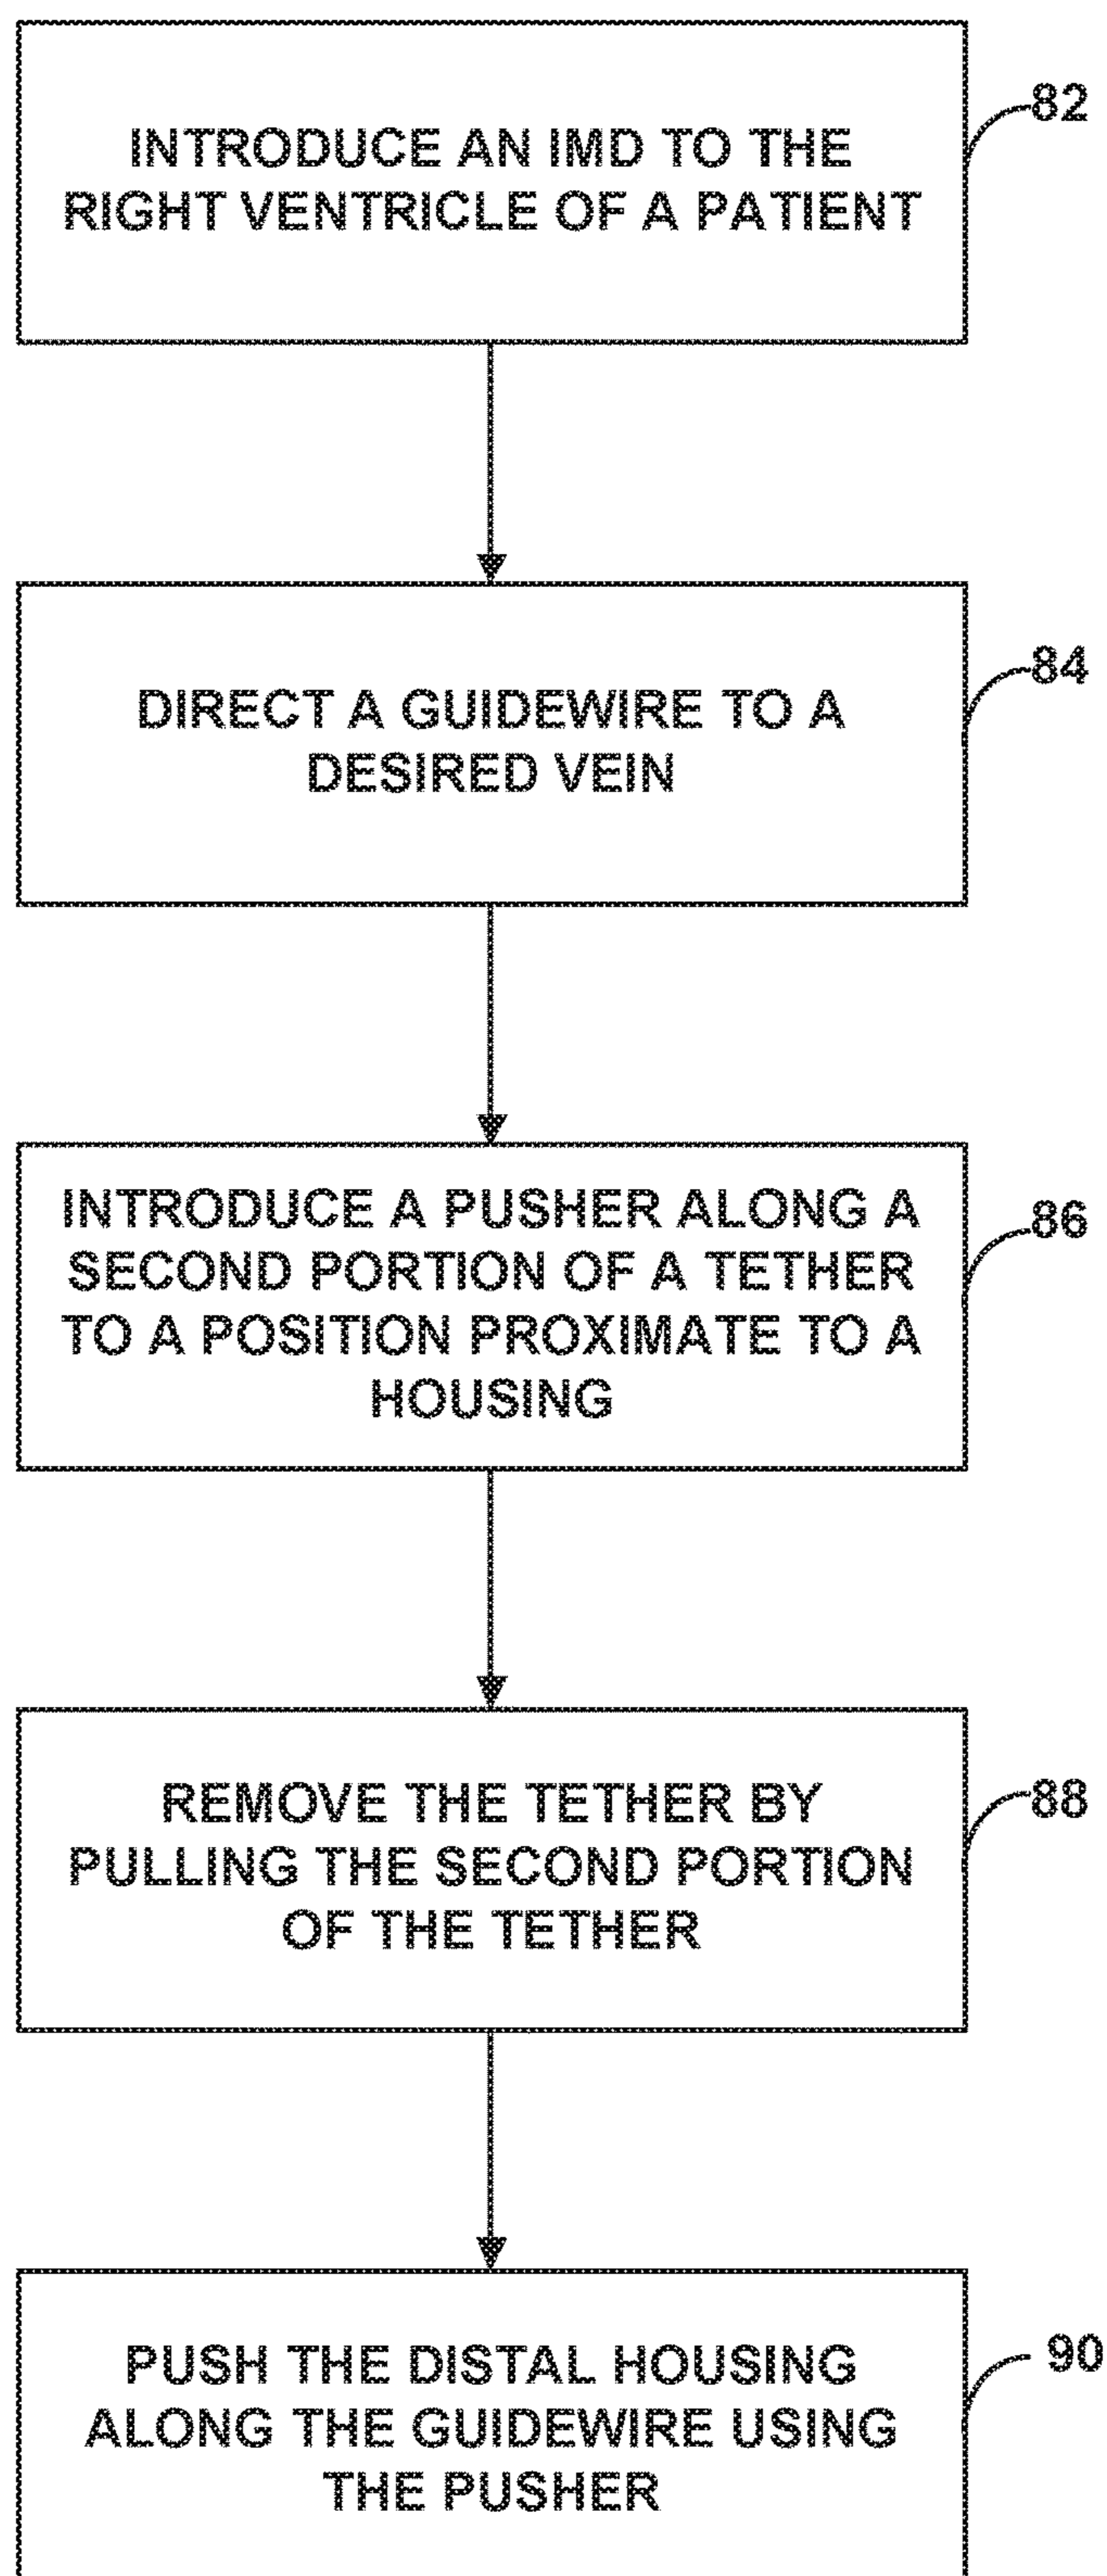 INTRODUCE AN IMD TO THE
RIGHT VENTRICLE OF A PATIENT
82
DIRECT A GUIDEWIRE TO A
DESIRED VEIN
84
INTRODUCE A PUSHER ALONG A
SECOND PORTION OF A TETHER
TO A POSITION PROXIMATE TO A
HOUSING
86
REMOVE THE TETHER BY
PULLING THE SECOND PORTION
OF THE TETHER
88
PUSH THE DISTAL HOUSING
ALONG THE GUIDEWIRE USING
THE PUSHER
90